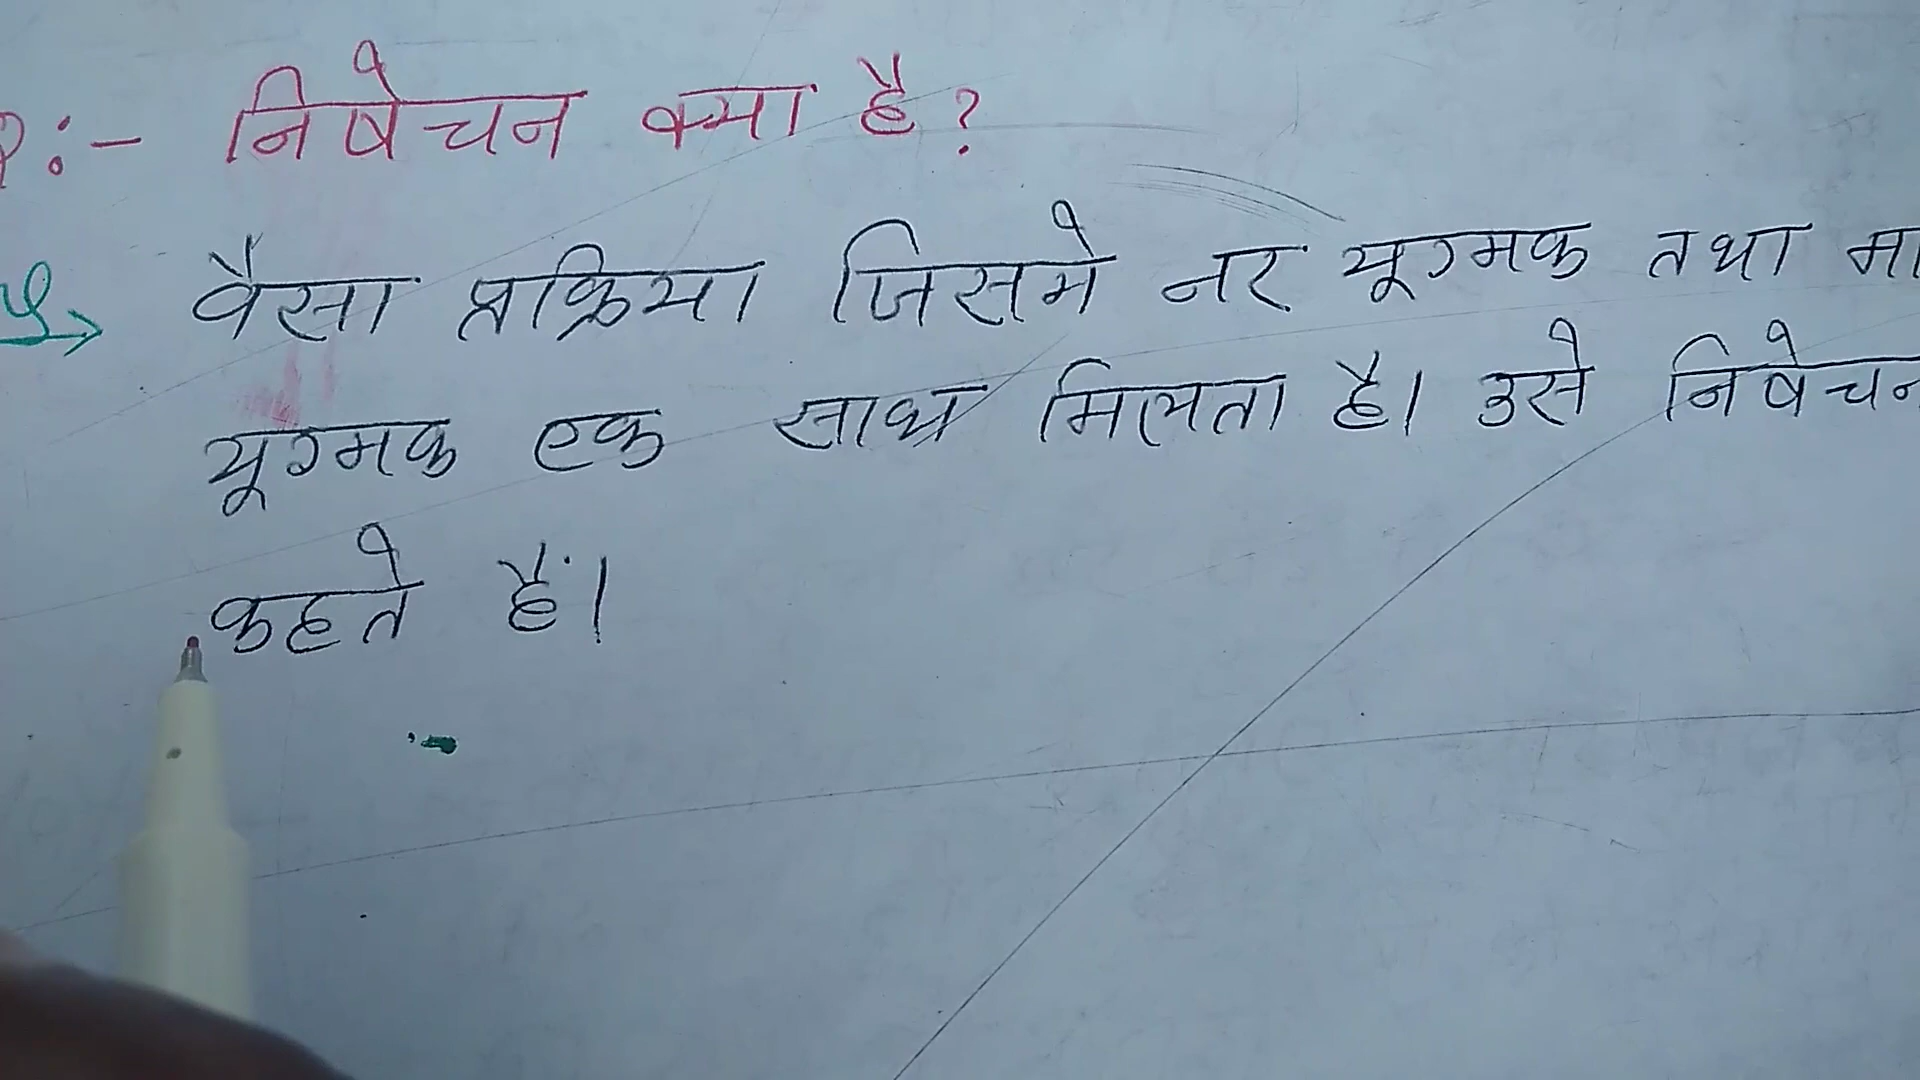 :- निषेचन क्या है?
वैसा प्रक्रिया जिसमे नर यूग्मक तथा मा
यूग्मक एक साथ मिलता है। उसे निषेचन
कहते हैं।